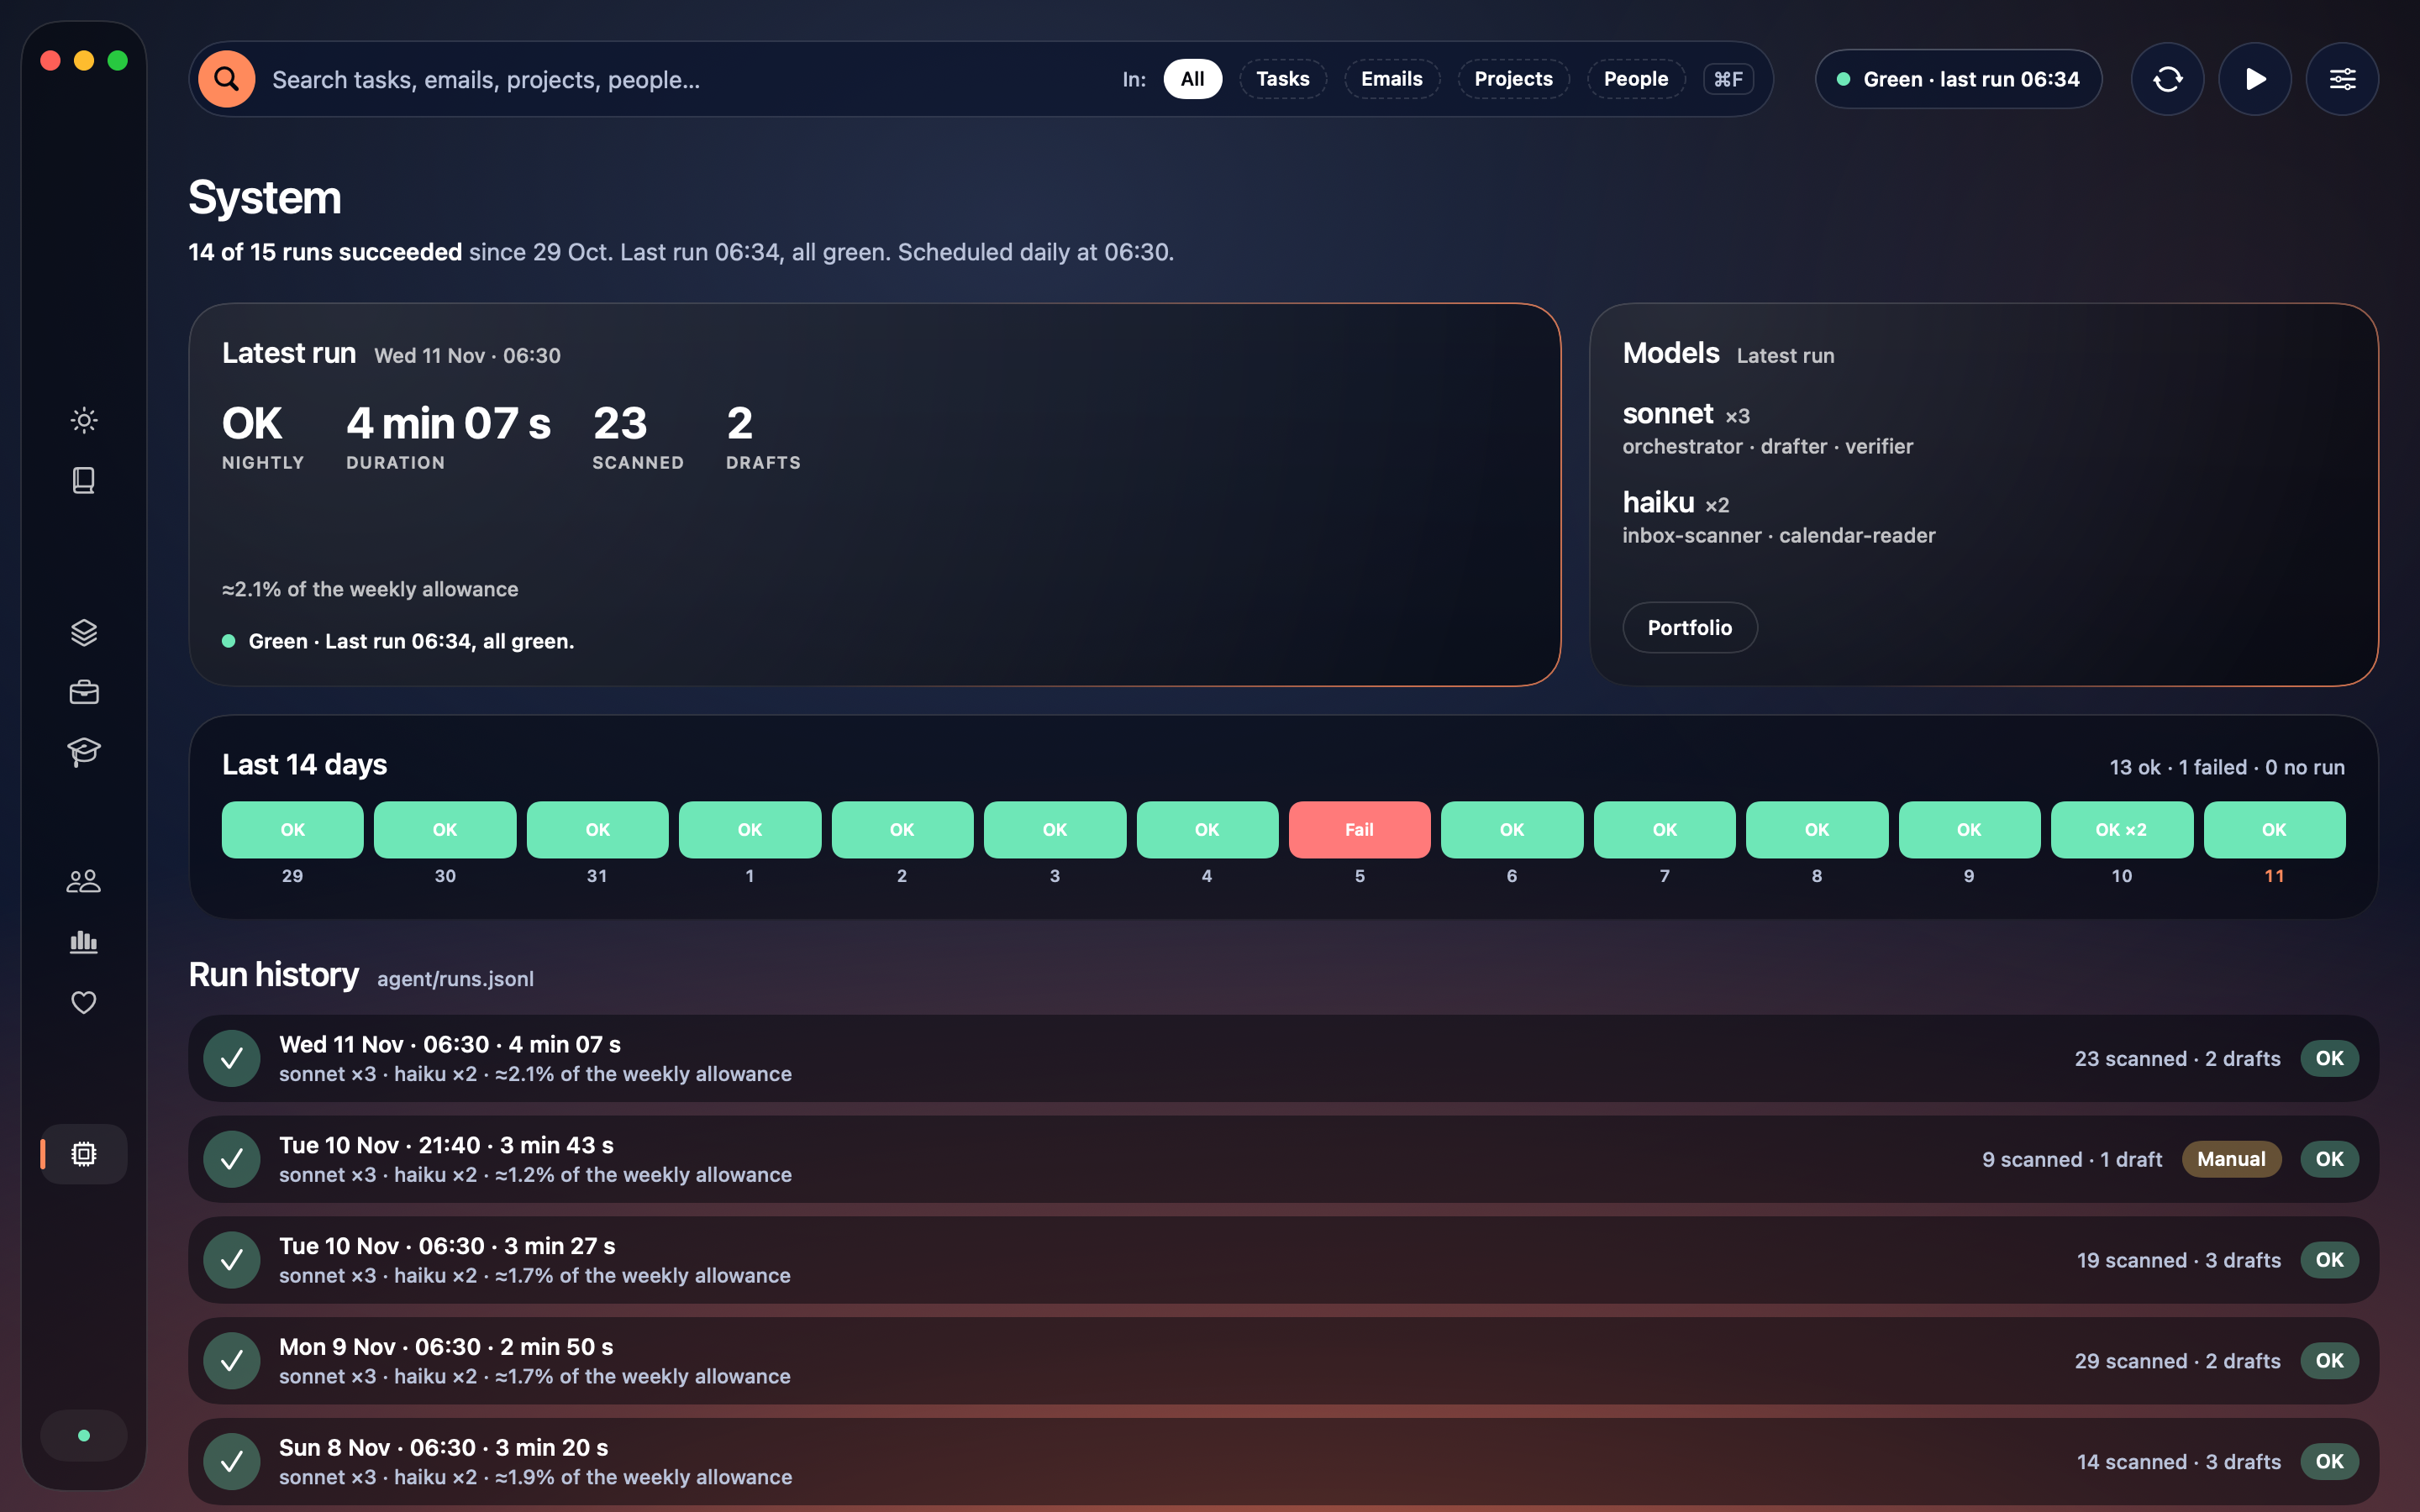 Search tasks, emails, projects, people...
In: All Tasks Emails Projects People ⌘F
Green · last run 06:34
System
14 of 15 runs succeeded since 29 Oct. Last run 06:34, all green. Scheduled daily at 06:30.
Latest run Wed 11 Nov · 06:30
OK 4 min 07 s 23 2
NIGHTLY DURATION SCANNED DRAFTS
≈2.1% of the weekly allowance
Green · Last run 06:34, all green.
Models Latest run
sonnet ×3
orchestrator · drafter · verifier
haiku ×2
inbox-scanner · calendar-reader
Portfolio
Last 14 days 13 ok · 1 failed · 0 no run
OK OK OK OK OK OK OK Fail OK OK OK OK OK ×2 OK
29 30 31 1 2 3 4 5 6 7 8 9 10 11
Run history agent/runs.jsonl
Wed 11 Nov · 06:30 · 4 min 07 s
sonnet ×3 · haiku ×2 · ≈2.1% of the weekly allowance
23 scanned · 2 drafts OK
Tue 10 Nov · 21:40 · 3 min 43 s
sonnet ×3 · haiku ×2 · ≈1.2% of the weekly allowance
9 scanned · 1 draft Manual OK
Tue 10 Nov · 06:30 · 3 min 27 s
sonnet ×3 · haiku ×2 · ≈1.7% of the weekly allowance
19 scanned · 3 drafts OK
Mon 9 Nov · 06:30 · 2 min 50 s
sonnet ×3 · haiku ×2 · ≈1.7% of the weekly allowance
29 scanned · 2 drafts OK
Sun 8 Nov · 06:30 · 3 min 20 s
sonnet ×3 · haiku ×2 · ≈1.9% of the weekly allowance
14 scanned · 3 drafts OK